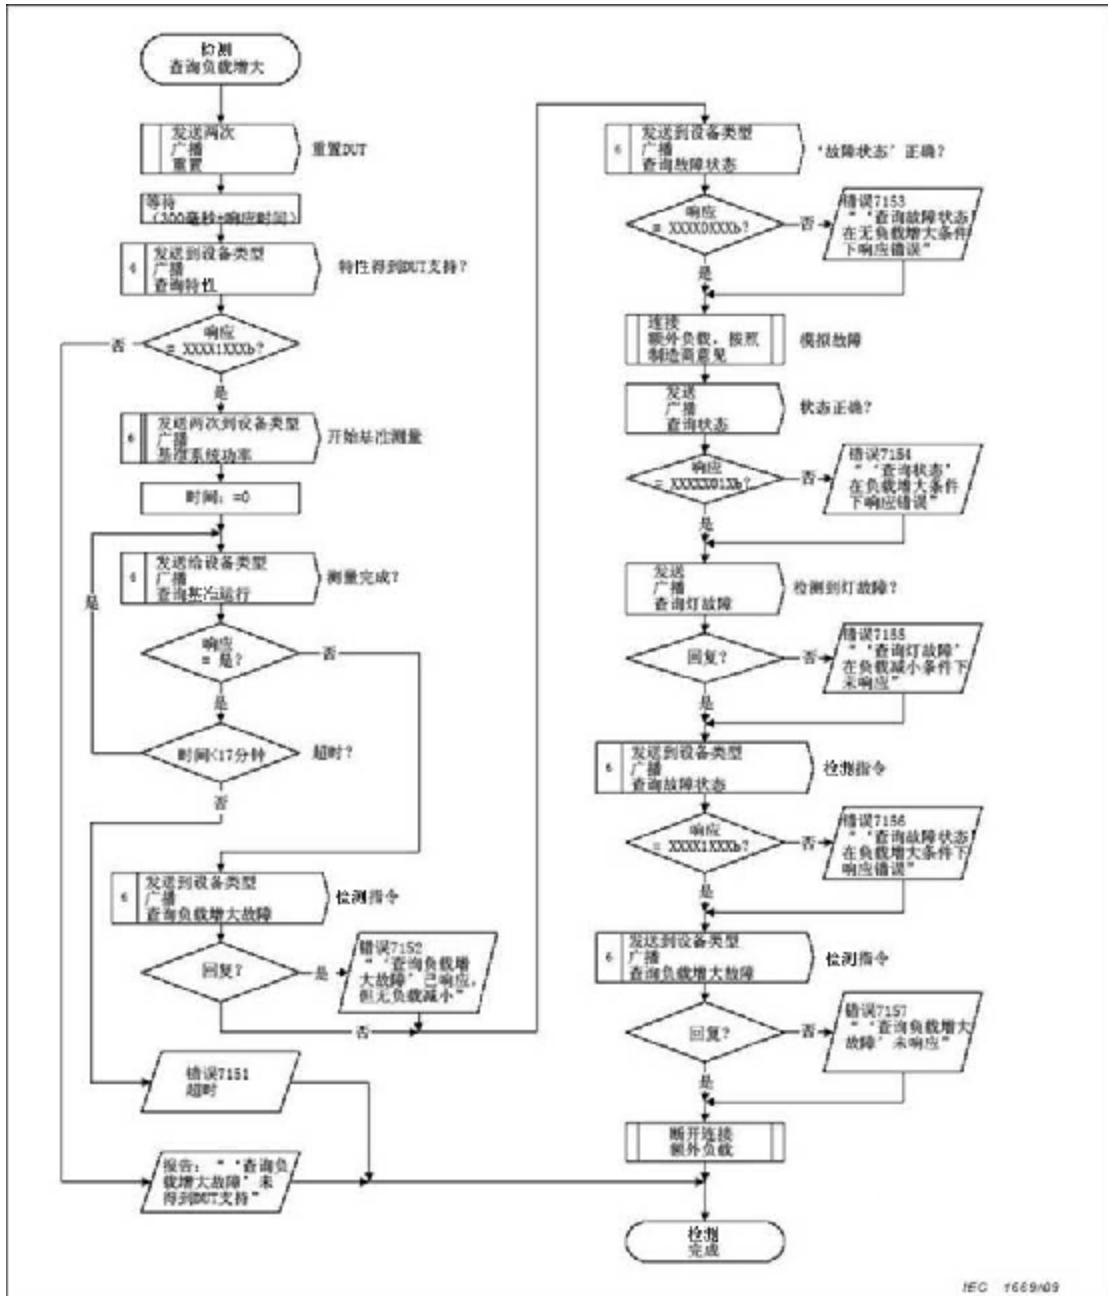 检测
查询负载增大
发送两次
广播
重置
重置DUT
等待
(300毫秒+响应时间)
6
发送到设备类型
广播
查询特性
特性得到DUT支持?
响应
= XXXX1XXXb?
否
是
6
发送两次到设备类型
广播
基准系统功率
开始基准测量
时间: =0
6
发送给设备类型
广播
查询基准运行
测量完成?
是
响应
= 是?
否
是
时间<17分钟
超时?
否
6
发送到设备类型
广播
查询负载增大故障
检测指令
回复?
是
错误7152
“‘查询负载增
大故障’已响应,
但无负载减小”
否
错误7151
超时
报告: “‘查询负
载增大故障’未
得到DUT支持”
6
发送到设备类型
广播
查询故障状态
‘故障状态’正确?
响应
= XXXX0XXXb?
否
错误7153
“‘查询故障状态’
在无负载增大条件
下响应错误”
是
连接
额外负载, 按照
制造商意见
模拟故障
发送
广播
查询状态
状态正确?
响应
= XXXXX01Xb?
否
错误7154
“‘查询状态’
在负载增大条件
下响应错误”
是
发送
广播
查询灯故障
检测到灯故障?
回复?
否
错误7155
“‘查询灯故障’
在负载减小条件下
未响应”
是
6
发送到设备类型
广播
查询故障状态
检测指令
响应
= XXXX1XXXb?
否
错误7156
“‘查询故障状态’
在负载增大条件下
响应错误”
是
6
发送到设备类型
广播
查询负载增大故障
检测指令
回复?
否
错误7157
“‘查询负载增大
故障’未响应”
是
断开连接
额外负载
检测
完成
IEC 1669/09